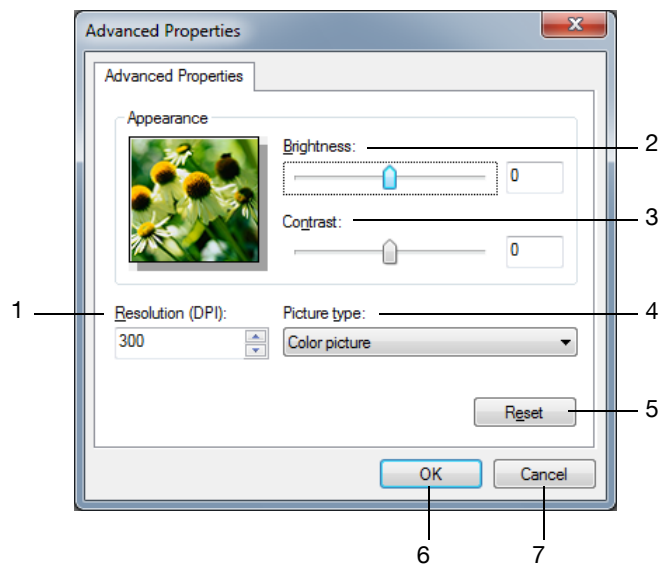 Advanced Properties
Advanced Properties
Appearance
Brightness: 2
0
Contrast: 3
0
1 Resolution (DPI): Picture type: 4
300 Color picture
Reset 5
OK Cancel
6 7